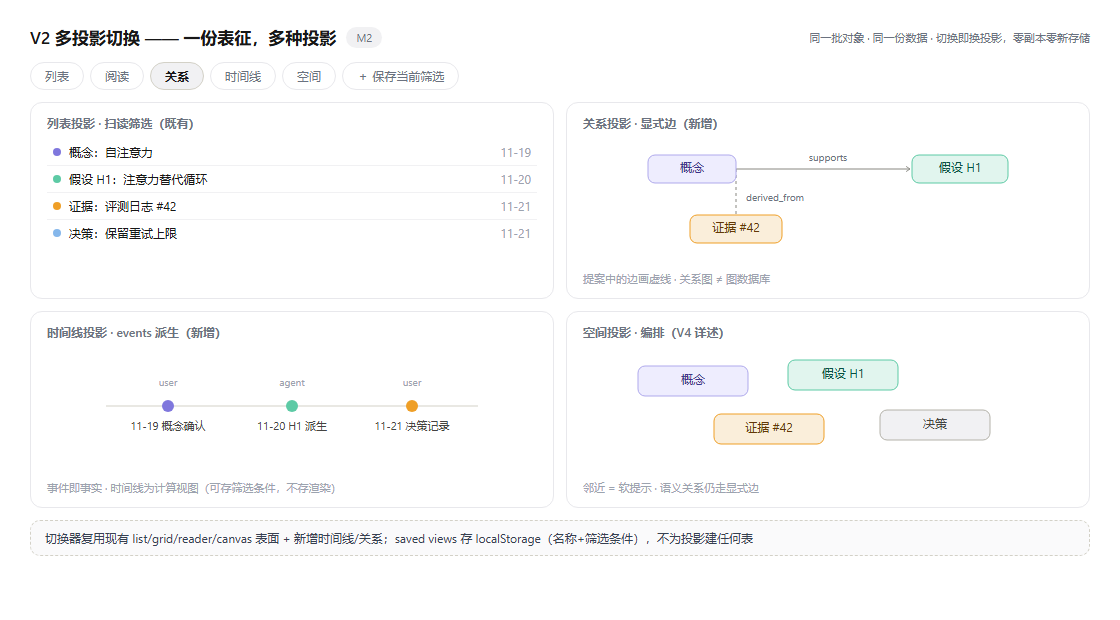 V2 多投影切换 —— 一份表征，多种投影 M2
同一批对象 · 同一份数据 · 切换即换投影，零副本零新存储
列表 阅读 关系 时间线 空间 + 保存当前筛选
列表投影 · 扫读筛选（既有）
概念：自注意力 11-19
假设 H1：注意力替代循环 11-20
证据：评测日志 #42 11-21
决策：保留重试上限 11-21
关系投影 · 显式边（新增）
supports
概念 假设 H1
derived_from
证据 #42
提案中的边画虚线 · 关系图 ≠ 图数据库
时间线投影 · events 派生（新增）
user agent user
11-19 概念确认 11-20 H1 派生 11-21 决策记录
事件即事实 · 时间线为计算视图（可存筛选条件，不存渲染）
空间投影 · 编排（V4 详述）
概念 假设 H1
证据 #42 决策
邻近 = 软提示 · 语义关系仍走显式边
切换器复用现有 list/grid/reader/canvas 表面 + 新增时间线/关系；saved views 存 localStorage（名称+筛选条件），不为投影建任何表